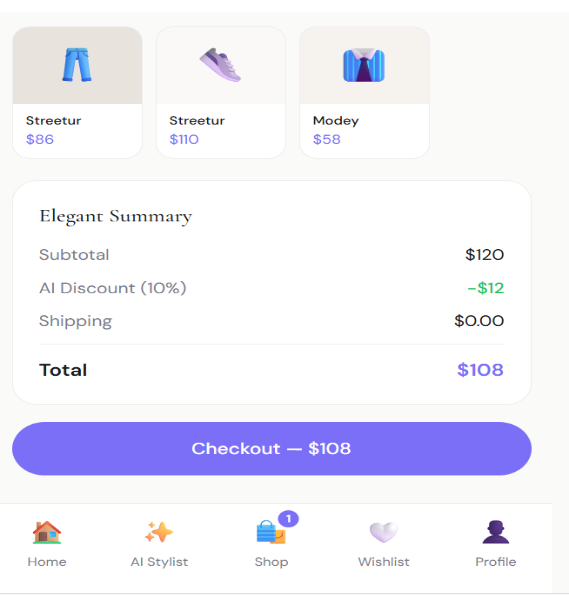 Streetur
$86
Streetur
$110
Modey
$58
Elegant Summary
Subtotal $120
AI Discount (10%) -$12
Shipping $0.00
Total $108
Checkout — $108
1
Home
AI Stylist
Shop
Wishlist
Profile